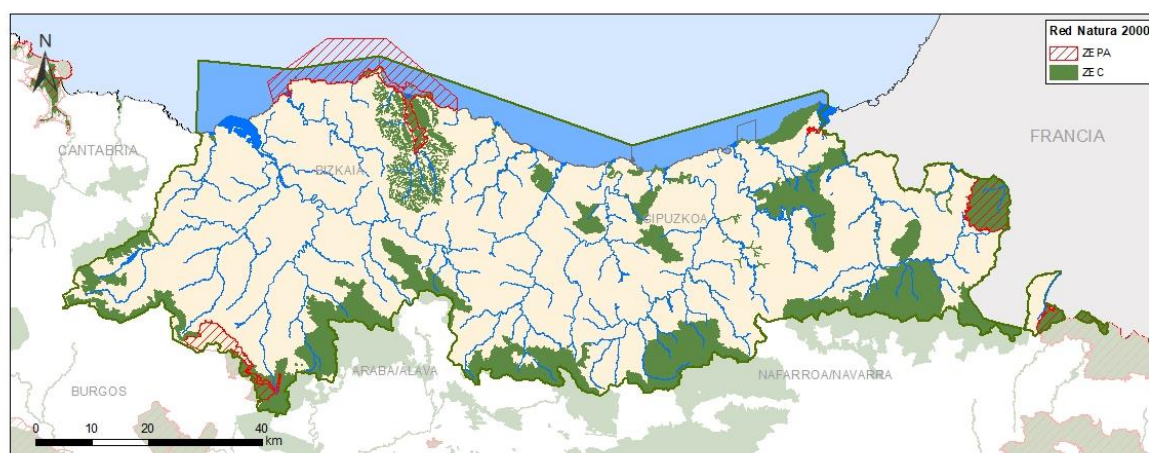 Red Natura 2000
ZEPA
ZEC
N
FRANCIA
CANTABRIA
BIZKAIA
GIPUZKOA
ARABA/ÁLAVA
NAFARROA/NAVARRA
BURGOS
0 10 20 40
km